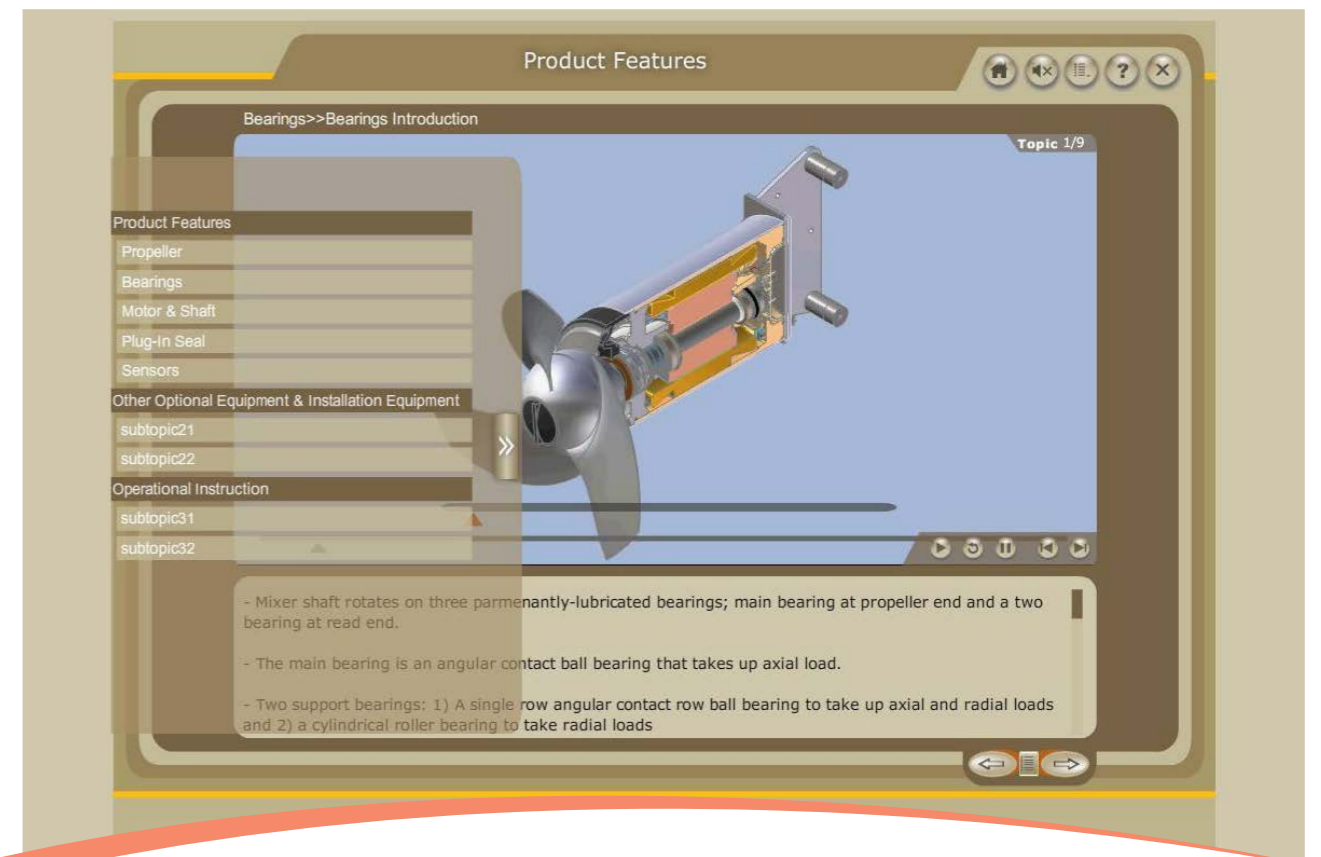 Product Features
Bearings>>Bearings Introduction
Topic 1/9
Product Features
Propeller
Bearings
Motor & Shaft
Plug-In Seal
Sensors
Other Optional Equipment & Installation Equipment
subtopic21
subtopic22
Operational Instruction
subtopic31
subtopic32
- Mixer shaft rotates on three parmenantly-lubricated bearings; main bearing at propeller end and a two
bearing at read end.
- The main bearing is an angular contact ball bearing that takes up axial load.
- Two support bearings: 1) A single row angular contact row ball bearing to take up axial and radial loads
and 2) a cylindrical roller bearing to take radial loads